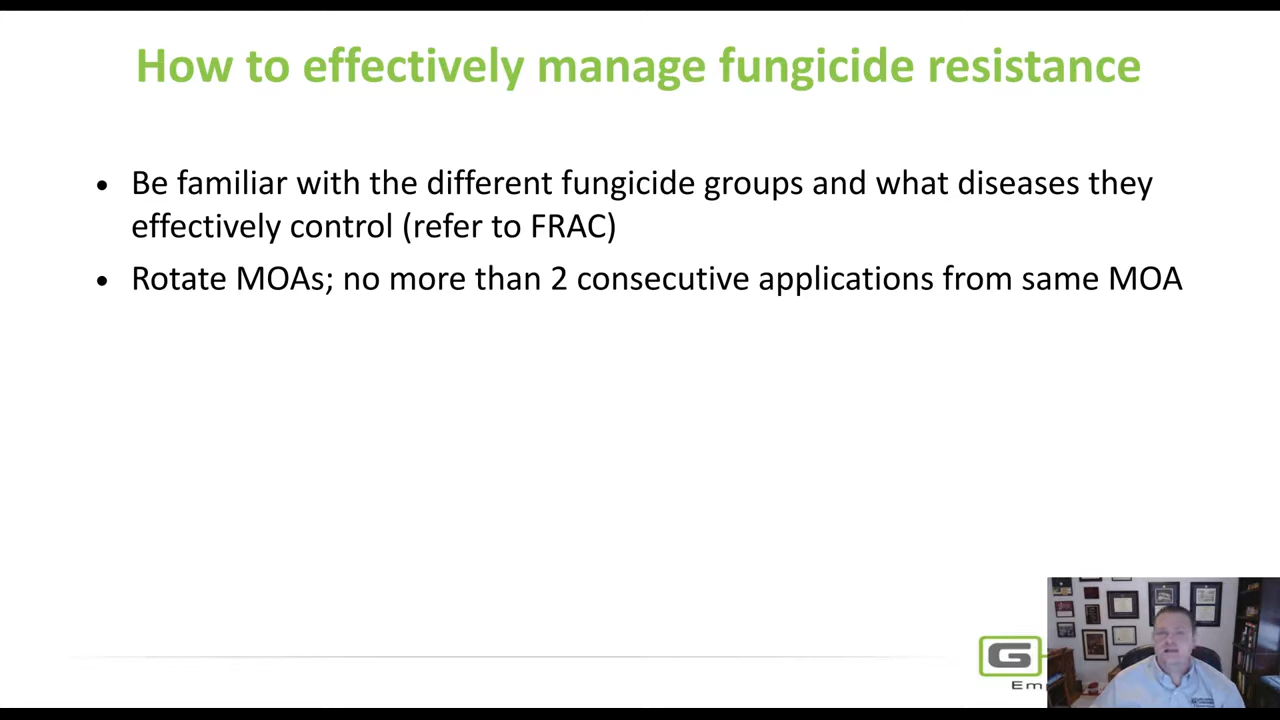 How to effectively manage fungicide resistance
• Be familiar with the different fungicide groups and what diseases they
effectively control (refer to FRAC)
• Rotate MOAs; no more than 2 consecutive applications from same MOA
G